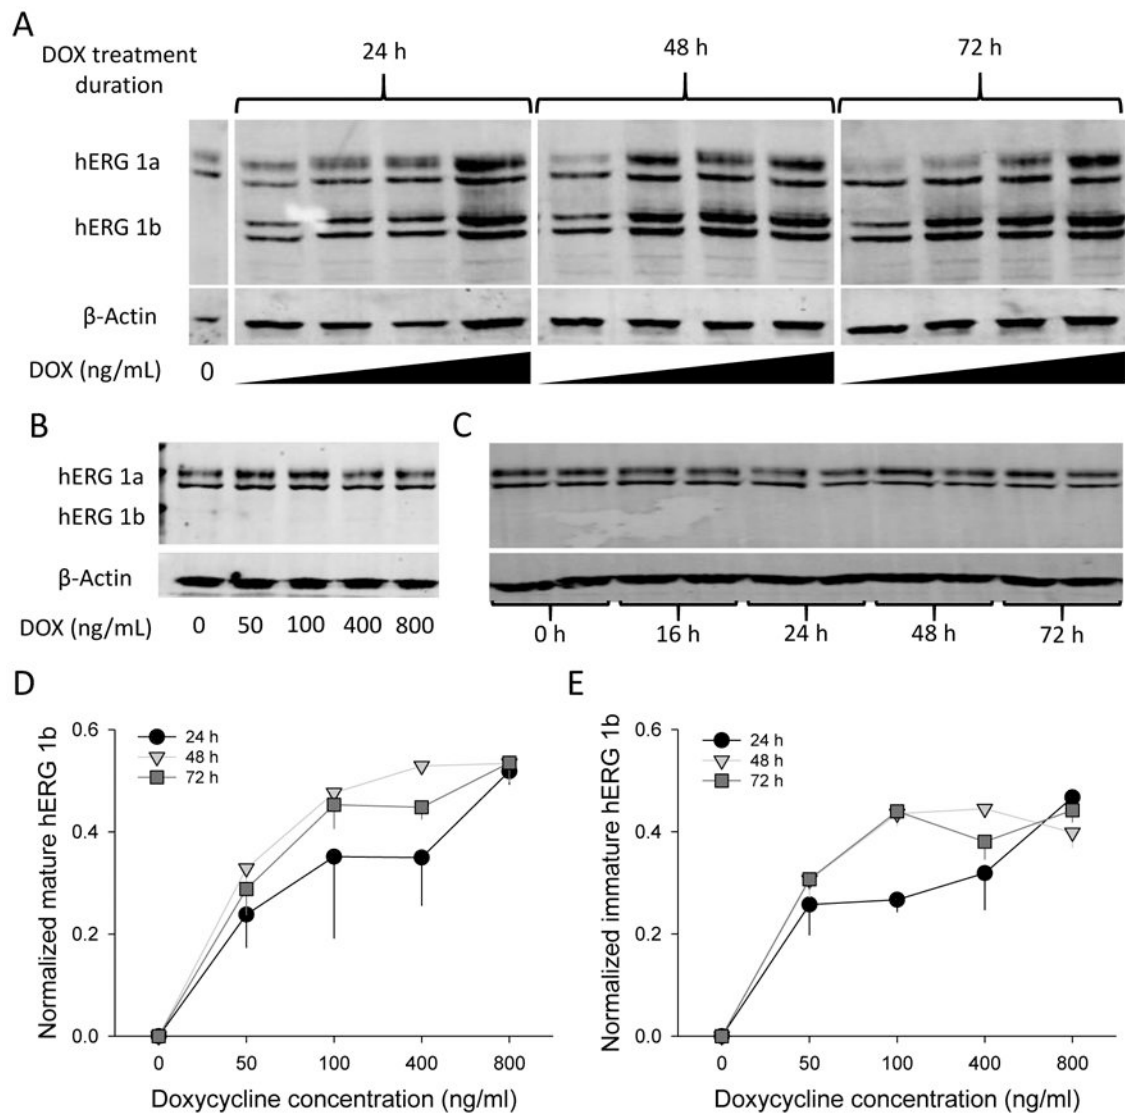 A
DOX treatment
duration
24 h
48 h
72 h
hERG 1a
hERG 1b
β-Actin
DOX (ng/mL)
0
B
hERG 1a
hERG 1b
β-Actin
DOX (ng/mL)
0 50 100 400 800
C
0 h 16 h 24 h 48 h 72 h
D
Normalized mature hERG 1b
0.6
0.4
0.2
0.0
24 h
48 h
72 h
0 50 100 400 800
Doxycycline concentration (ng/ml)
E
Normalized immature hERG 1b
0.6
0.4
0.2
0.0
24 h
48 h
72 h
0 50 100 400 800
Doxycycline concentration (ng/ml)